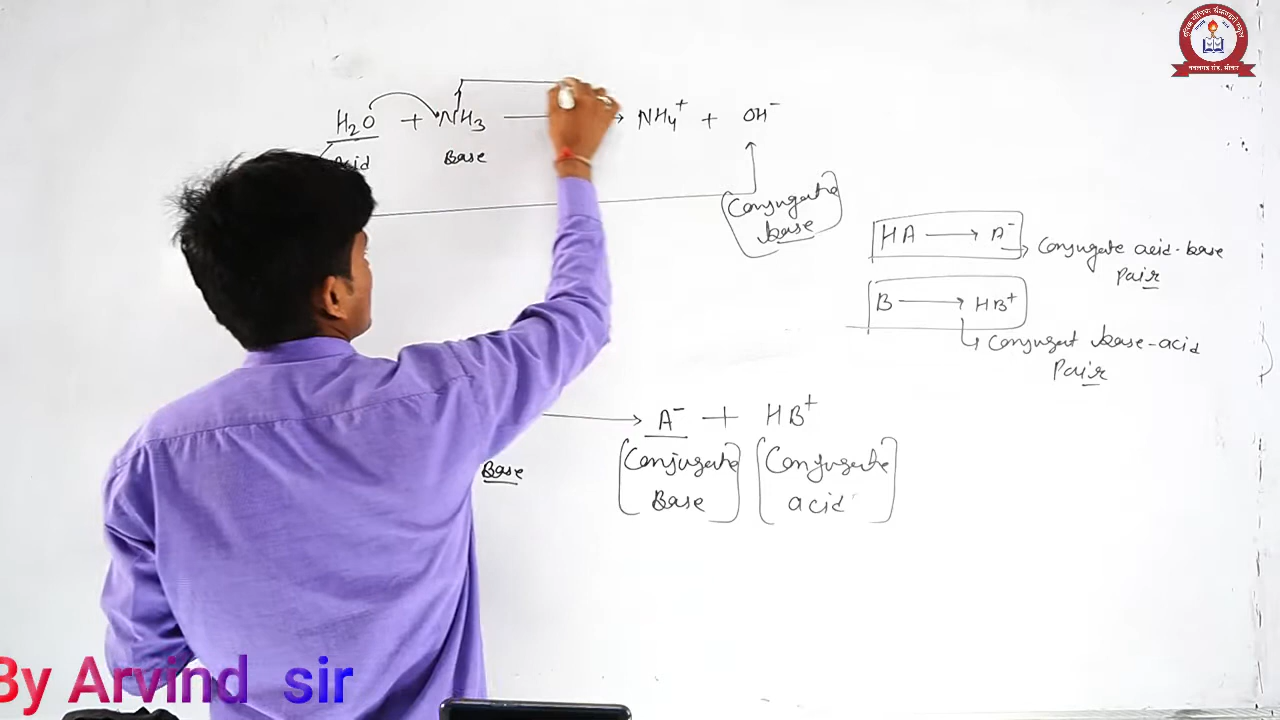 H₂O + NH₃ → NH₄⁺ + OH⁻
acid Base
Conjugate
base
HA → A⁻
Conjugate acid-base
Pair
B → HB⁺
Conjugat base-acid
Pair
→ A⁻ + HB⁺
Base
Conjugate
Base
Conjugate
acid
By Arvind sir